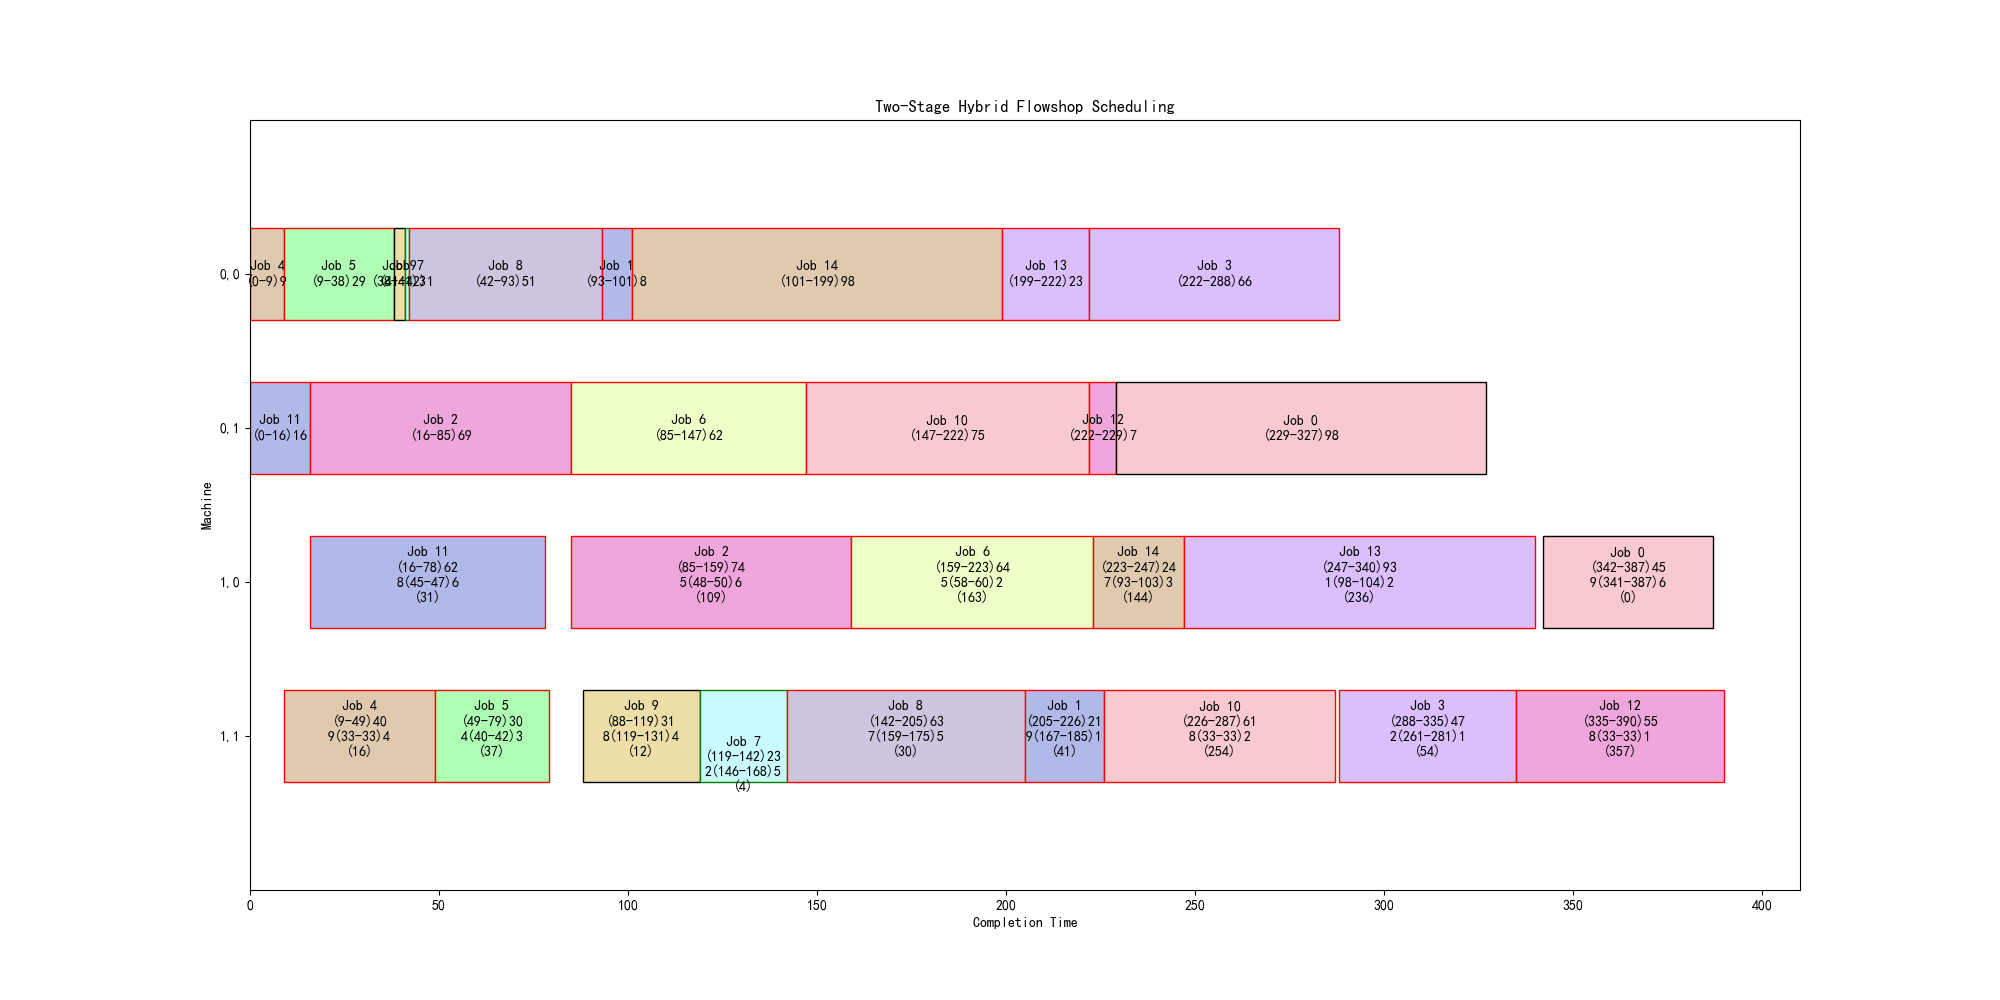 Two-Stage Hybrid Flowshop Scheduling
0,0
Job 4
(0-9)9
Job 5
(9-38)29
Job 8
(42-93)51
Job 1
(93-101)8
Job 14
(101-199)98
Job 13
(199-222)23
Job 3
(222-288)66
0,1
Job 11
(0-16)16
Job 2
(16-85)69
Job 6
(85-147)62
Job 10
(147-222)75
Job 12
(222-229)7
Job 0
(229-327)98
Machine
1,0
Job 11
(16-78)62
8(45-47)6
(31)
Job 2
(85-159)74
5(48-50)6
(109)
Job 6
(159-223)64
5(58-60)2
(163)
Job 14
(223-247)24
7(93-103)3
(144)
Job 13
(247-340)93
1(98-104)2
(236)
Job 0
(342-387)45
9(341-387)6
(0)
1,1
Job 4
(9-49)40
9(33-33)4
(16)
Job 5
(49-79)30
4(40-42)3
(37)
Job 9
(88-119)31
8(119-131)4
(12)
Job 7
(119-142)23
2(146-168)5
(4)
Job 8
(142-205)63
7(159-175)5
(30)
Job 1
(205-226)21
9(167-185)1
(41)
Job 10
(226-287)61
8(33-33)2
(254)
Job 3
(288-335)47
2(261-281)1
(54)
Job 12
(335-390)55
8(33-33)1
(357)
0
50
100
150
200
250
300
350
400
Completion Time